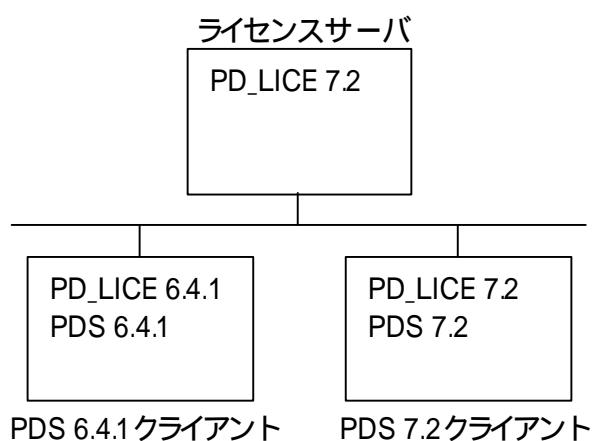 ライセンスサーバ
PD_LICE 7.2
PD_LICE 6.4.1
PDS 6.4.1
PD_LICE 7.2
PDS 7.2
PDS 6.4.1クライアント
PDS 7.2クライアント